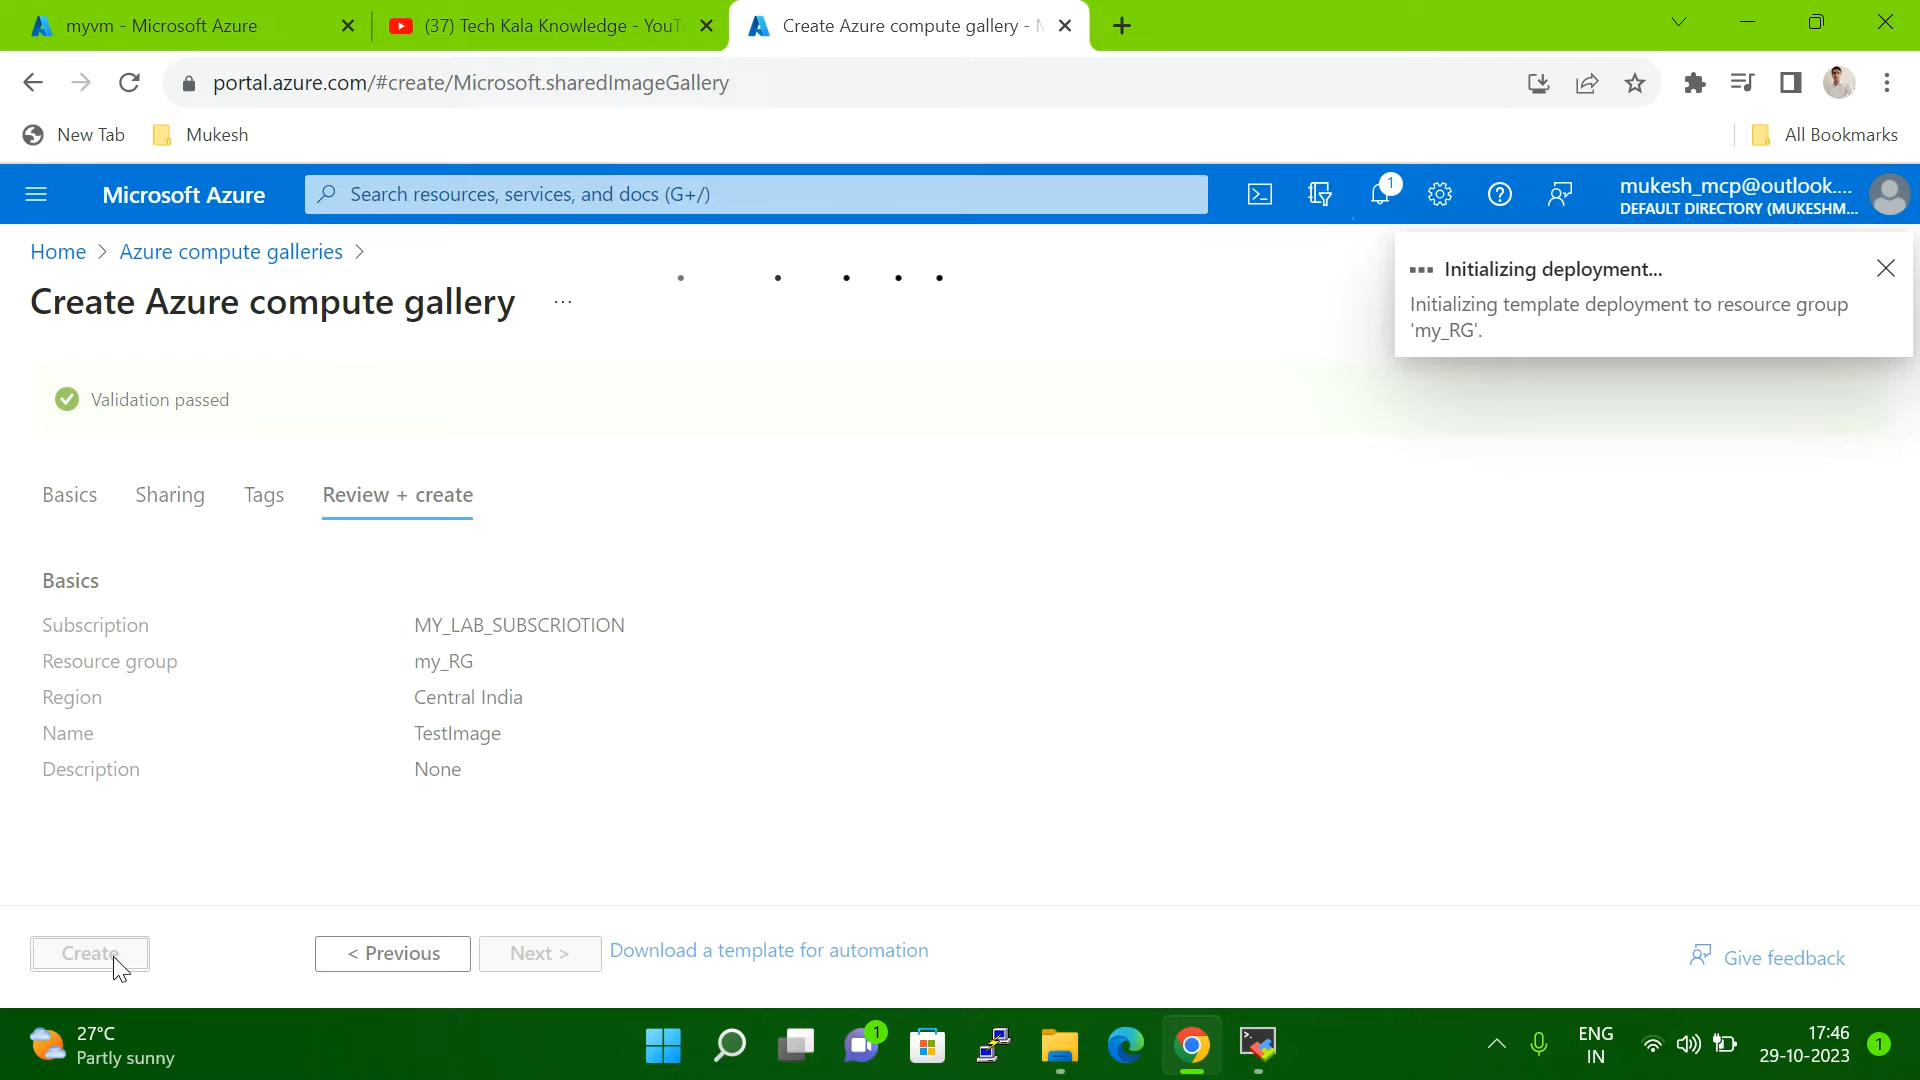 myvm - Microsoft Azure
(37) Tech Kala Knowledge - YouT
Create Azure compute gallery -
portal.azure.com/#create/Microsoft.sharedImageGallery
New Tab
Mukesh
All Bookmarks
Microsoft Azure
Search resources, services, and docs (G+/)
1
mukesh_mcp@outlook....
DEFAULT DIRECTORY (MUKESHM...
Home > Azure compute galleries >
Create Azure compute gallery ...
Initializing deployment...
Initializing template deployment to resource group
'my_RG'.
Validation passed
Basics
Sharing
Tags
Review + create
Basics
Subscription MY_LAB_SUBSCRIOTION
Resource group my_RG
Region Central India
Name TestImage
Description None
Create
< Previous
Next >
Download a template for automation
Give feedback
27°C
Partly sunny
1
ENG
IN
17:46
29-10-2023
1